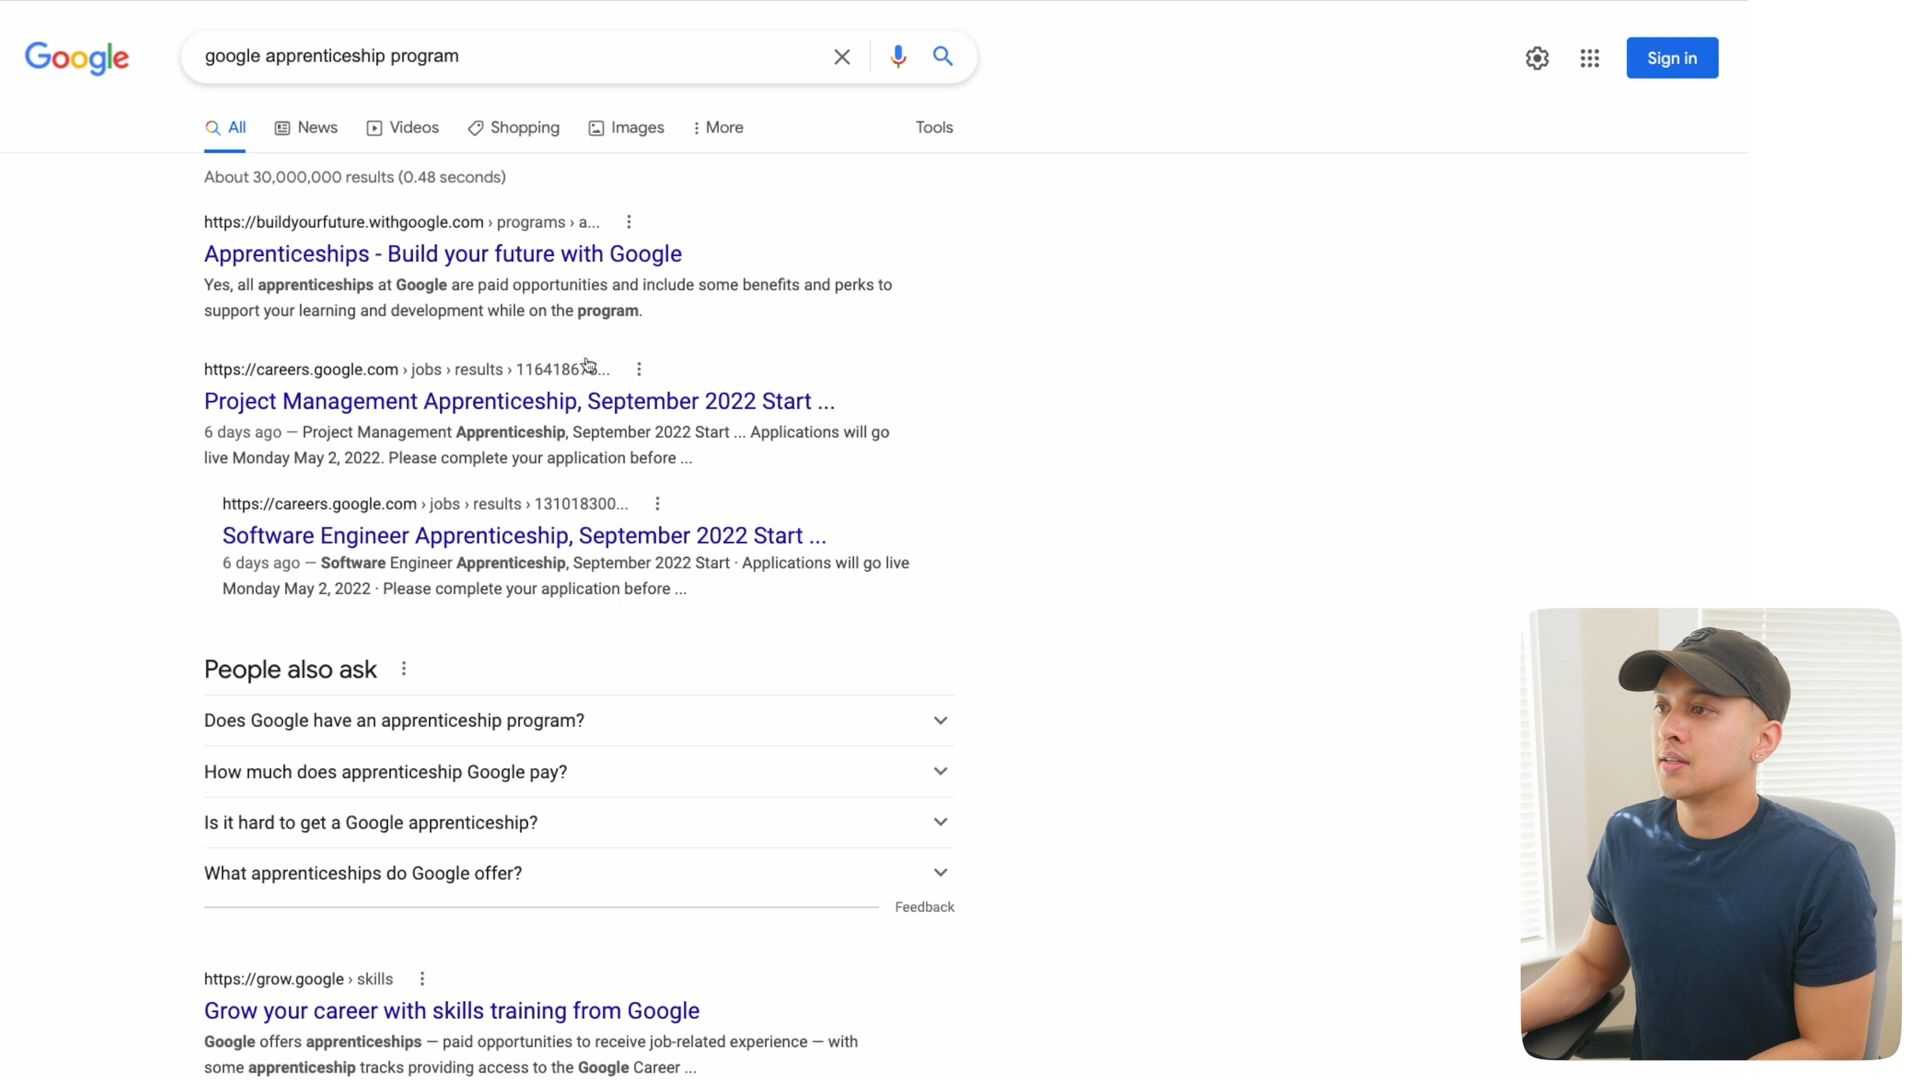 Google
google apprenticeship program
Sign in
All
News
Videos
Shopping
Images
More
Tools
About 30,000,000 results (0.48 seconds)
https://buildyourfuture.withgoogle.com › programs › a...
Apprenticeships - Build your future with Google
Yes, all apprenticeships at Google are paid opportunities and include some benefits and perks to
support your learning and development while on the program.
https://careers.google.com › jobs › results
Project Management Apprenticeship, September 2022 Start ...
6 days ago — Project Management Apprenticeship, September 2022 Start ... Applications will go
live Monday May 2, 2022. Please complete your application before ...
https://careers.google.com › jobs › results › 131018300...
Software Engineer Apprenticeship, September 2022 Start ...
6 days ago — Software Engineer Apprenticeship, September 2022 Start · Applications will go live
Monday May 2, 2022 · Please complete your application before ...
People also ask
Does Google have an apprenticeship program?
How much does apprenticeship Google pay?
Is it hard to get a Google apprenticeship?
What apprenticeships do Google offer?
Feedback
https://grow.google › skills
Grow your career with skills training from Google
Google offers apprenticeships — paid opportunities to receive job-related experience — with
some apprenticeship tracks providing access to the Google Career ...